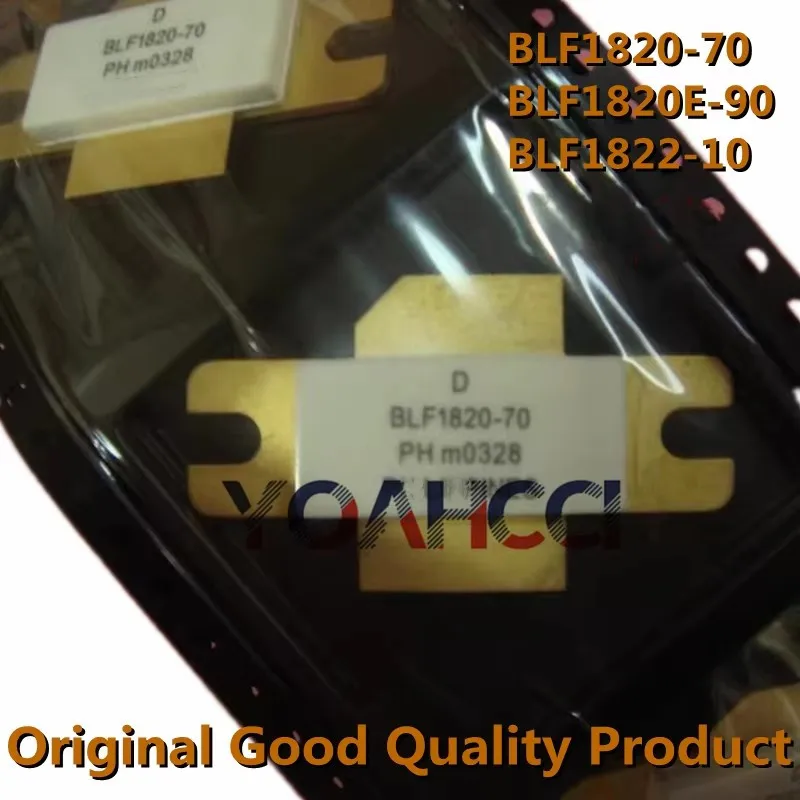 D
BLF1820-70
PH m0328
BLF1820-70
BLF1820E-90
BLF1822-10
D
BLF1820-70
PH m0328
YOAHCCI
Original Good Quality Product